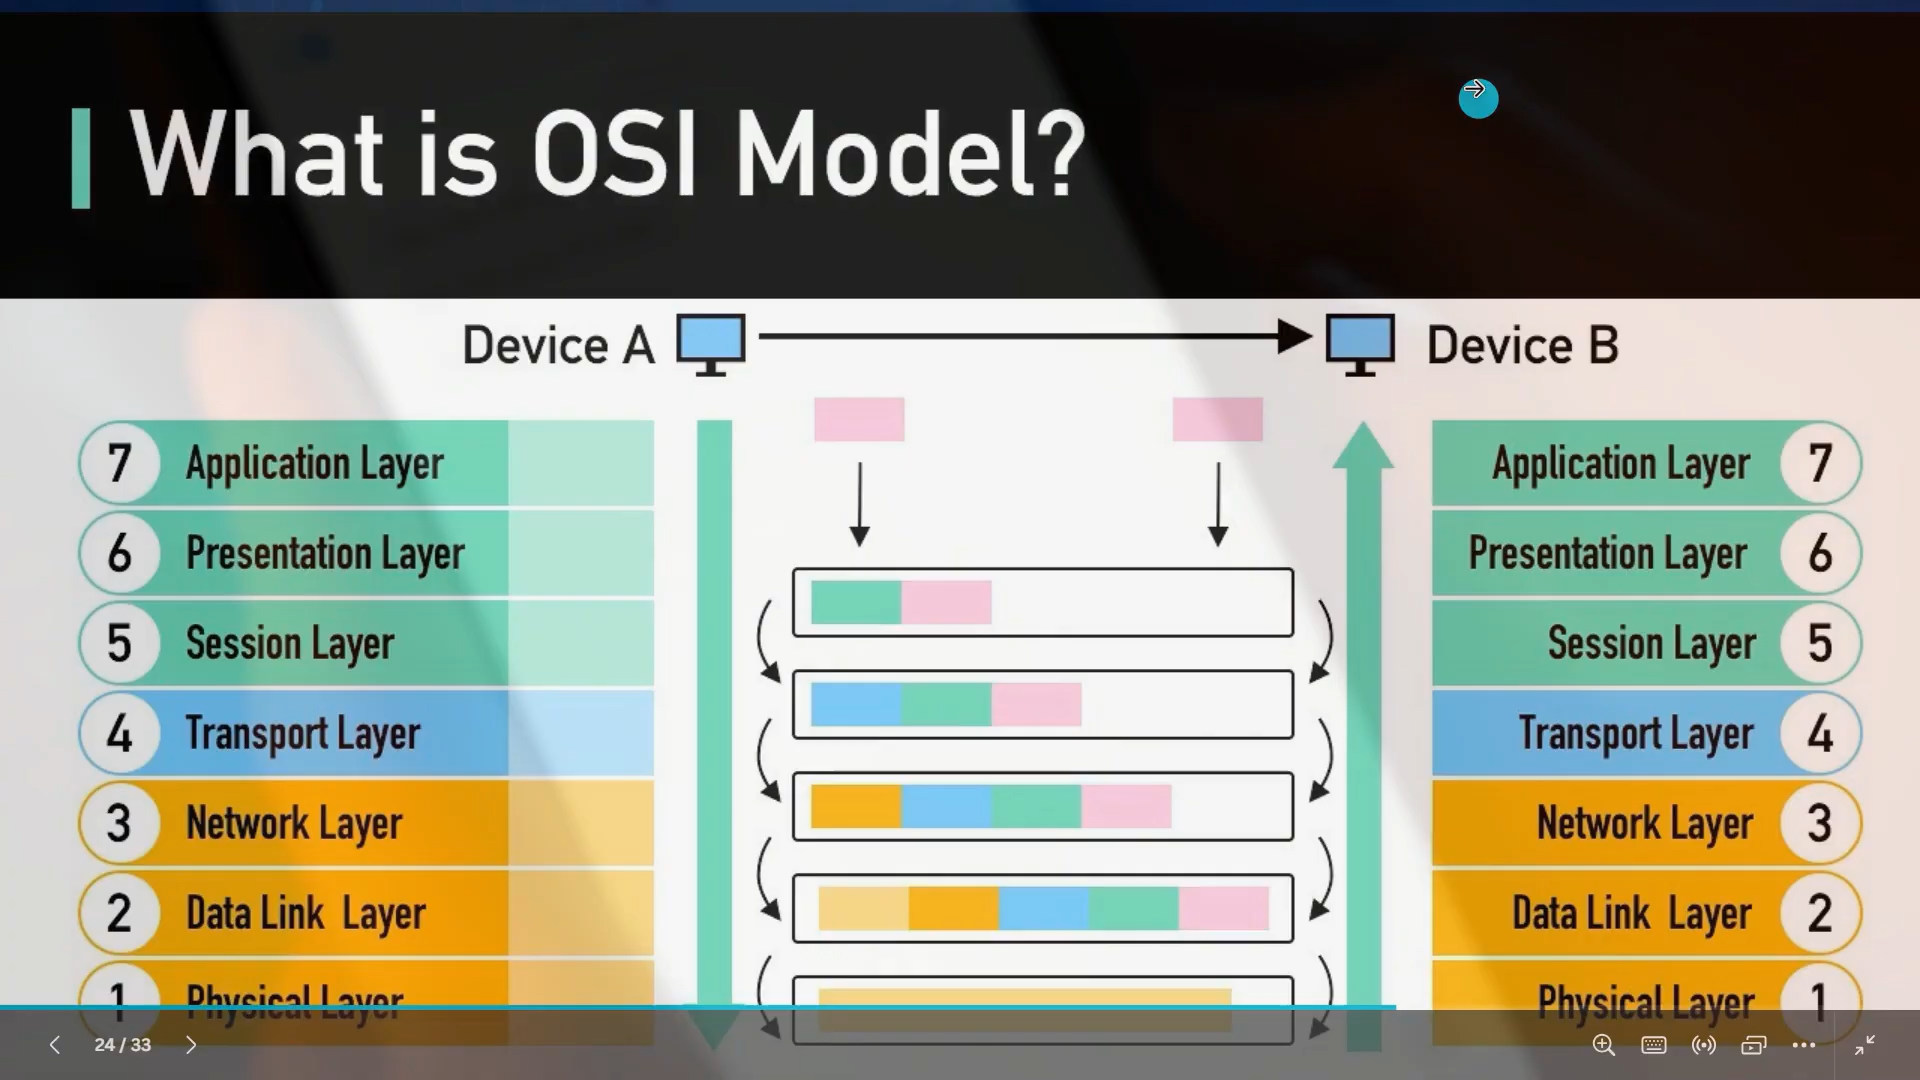 What is OSI Model?
Device A
Device B
7 Application Layer
6 Presentation Layer
5 Session Layer
4 Transport Layer
3 Network Layer
2 Data Link Layer
1 Physical Layer
Application Layer 7
Presentation Layer 6
Session Layer 5
Transport Layer 4
Network Layer 3
Data Link Layer 2
Physical Layer 1
24 / 33